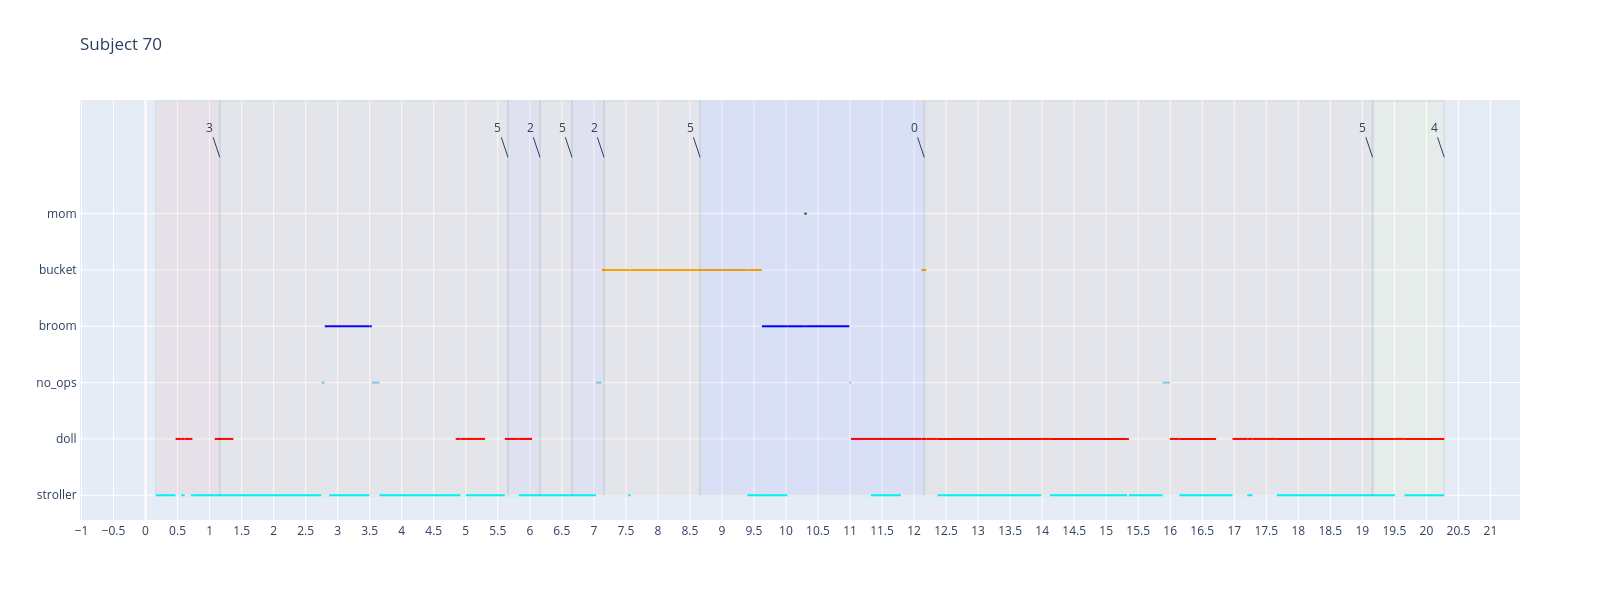 Subject 70
3 5 2 5 2 5 0 5 4
mom
bucket
broom
no_ops
doll
stroller
−1 −0.5 0 0.5 1 1.5 2 2.5 3 3.5 4 4.5 5 5.5 6 6.5 7 7.5 8 8.5 9 9.5 10 10.5 11 11.5 12 12.5 13 13.5 14 14.5 15 15.5 16 16.5 17 17.5 18 18.5 19 19.5 20 20.5 21